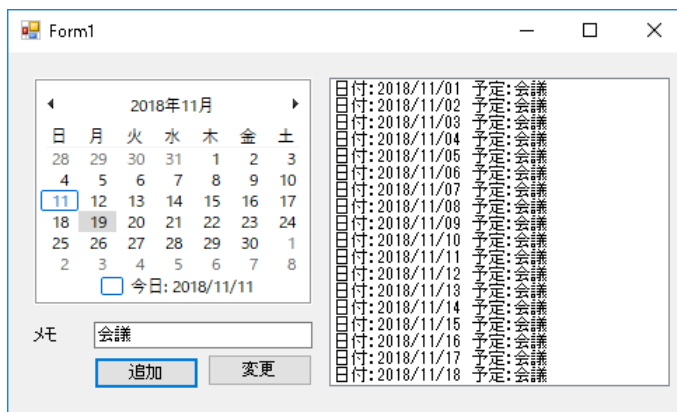 Form1
2018年11月
日 月 火 水 木 金 土
28 29 30 31 1 2 3
4 5 6 7 8 9 10
11 12 13 14 15 16 17
18 19 20 21 22 23 24
25 26 27 28 29 30 1
2 3 4 5 6 7 8
今日: 2018/11/11
メモ 会議
追加 変更
日付:2018/11/01 予定:会議
日付:2018/11/02 予定:会議
日付:2018/11/03 予定:会議
日付:2018/11/04 予定:会議
日付:2018/11/05 予定:会議
日付:2018/11/06 予定:会議
日付:2018/11/07 予定:会議
日付:2018/11/08 予定:会議
日付:2018/11/09 予定:会議
日付:2018/11/10 予定:会議
日付:2018/11/11 予定:会議
日付:2018/11/12 予定:会議
日付:2018/11/13 予定:会議
日付:2018/11/14 予定:会議
日付:2018/11/15 予定:会議
日付:2018/11/16 予定:会議
日付:2018/11/17 予定:会議
日付:2018/11/18 予定:会議